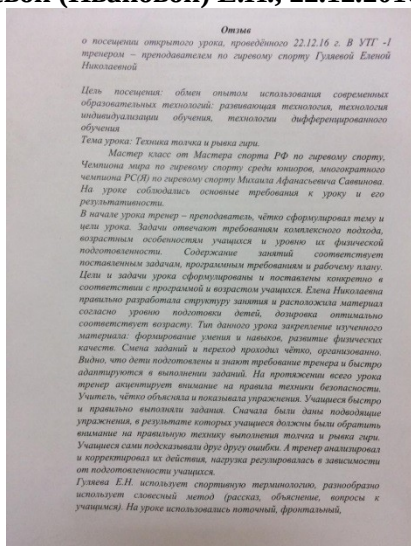 вой (Ивановой) Е.Н., 22.12.201
Отзыв
о посещении открытого урока, проведённого 22.12.16 г. В УТГ -1
тренером – преподавателем по гиревому спорту Гуляевой Еленой
Николаевной
Цель посещения: обмен опытом использования современных
образовательных технологий: развивающая технология, технология
индивидуализации обучения, технологии дифференцированного
обучения
Тема урока: Техника толчка и рывка гири.
Мастер класс от Мастера спорта РФ по гиревому спорту,
Чемпиона мира по гиревому спорту среди юниоров, многократного
чемпиона РС(Я) по гиревому спорту Михаила Афанасьевича Саввинова.
На уроке соблюдались основные требования к уроку и его
результативности.
В начале урока тренер – преподаватель, чётко сформулировал тему и
цели урока. Задачи отвечают требованиям комплексного подхода,
возрастным особенностям учащихся и уровню их физической
подготовленности. Содержание занятий соответствует
поставленным задачам, программным требованиям и рабочему плану.
Цели и задачи урока сформулированы и поставлены конкретно в
соответствии с программой и возрастом учащихся. Елена Николаевна
правильно разработала структуру занятия и расположила материал
согласно уровню подготовки детей, дозировка оптимально
соответствует возрасту. Тип данного урока закрепление изученного
материала: формирование умения и навыков, развитие физических
качеств. Смена заданий и переход проходил чётко, организованно.
Видно, что дети подготовлены и знают требование тренера и быстро
адаптируются в выполнении заданий. На протяжении всего урока
тренер акцентирует внимание на правила техники безопасности.
Учитель, чётко объясняла и показывала упражнения. Учащиеся быстро
и правильно выполняли задания. Сначала были даны подводящие
упражнения, в результате которых учащиеся должны были обратить
внимание на правильную технику выполнения толчка и рывка гири.
Учащиеся сами подсказывали друг другу ошибки. А тренер анализировал
и корректировал их действия, нагрузка регулировалась в зависимости
от подготовленности учащихся.
Гуляева Е.Н. использует спортивную терминологию, разнообразно
использует словесный метод (рассказ, объяснение, вопросы к
учащимся). На уроке использовались поточный, фронтальный,